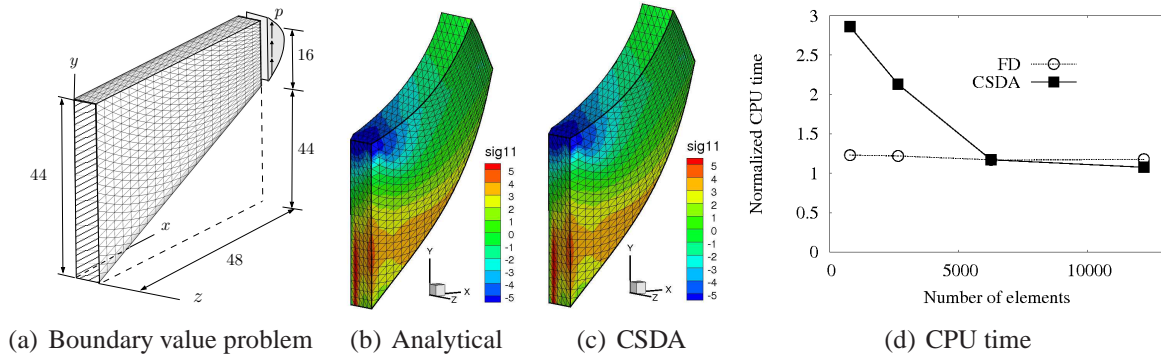 p
16
y
44
44
x
48
z
(a) Boundary value problem
sig11
5
4
3
2
1
0
-1
-2
-3
-4
-5
Y
X
Z
(b) Analytical
sig11
5
4
3
2
1
0
-1
-2
-3
-4
-5
Y
X
Z
(c) CSDA
3
2.5
2
1.5
1
0.5
0
Normalized CPU time
FD
CSDA
0
5000
10000
Number of elements
(d) CPU time